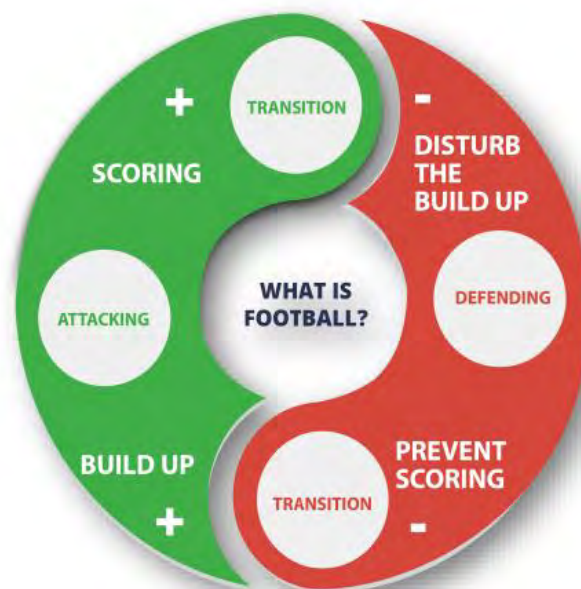 +
TRANSITION
-
DISTURB
THE
BUILD UP
SCORING
WHAT IS
FOOTBALL?
ATTACKING
DEFENDING
BUILD UP
+
TRANSITION
PREVENT
SCORING
-